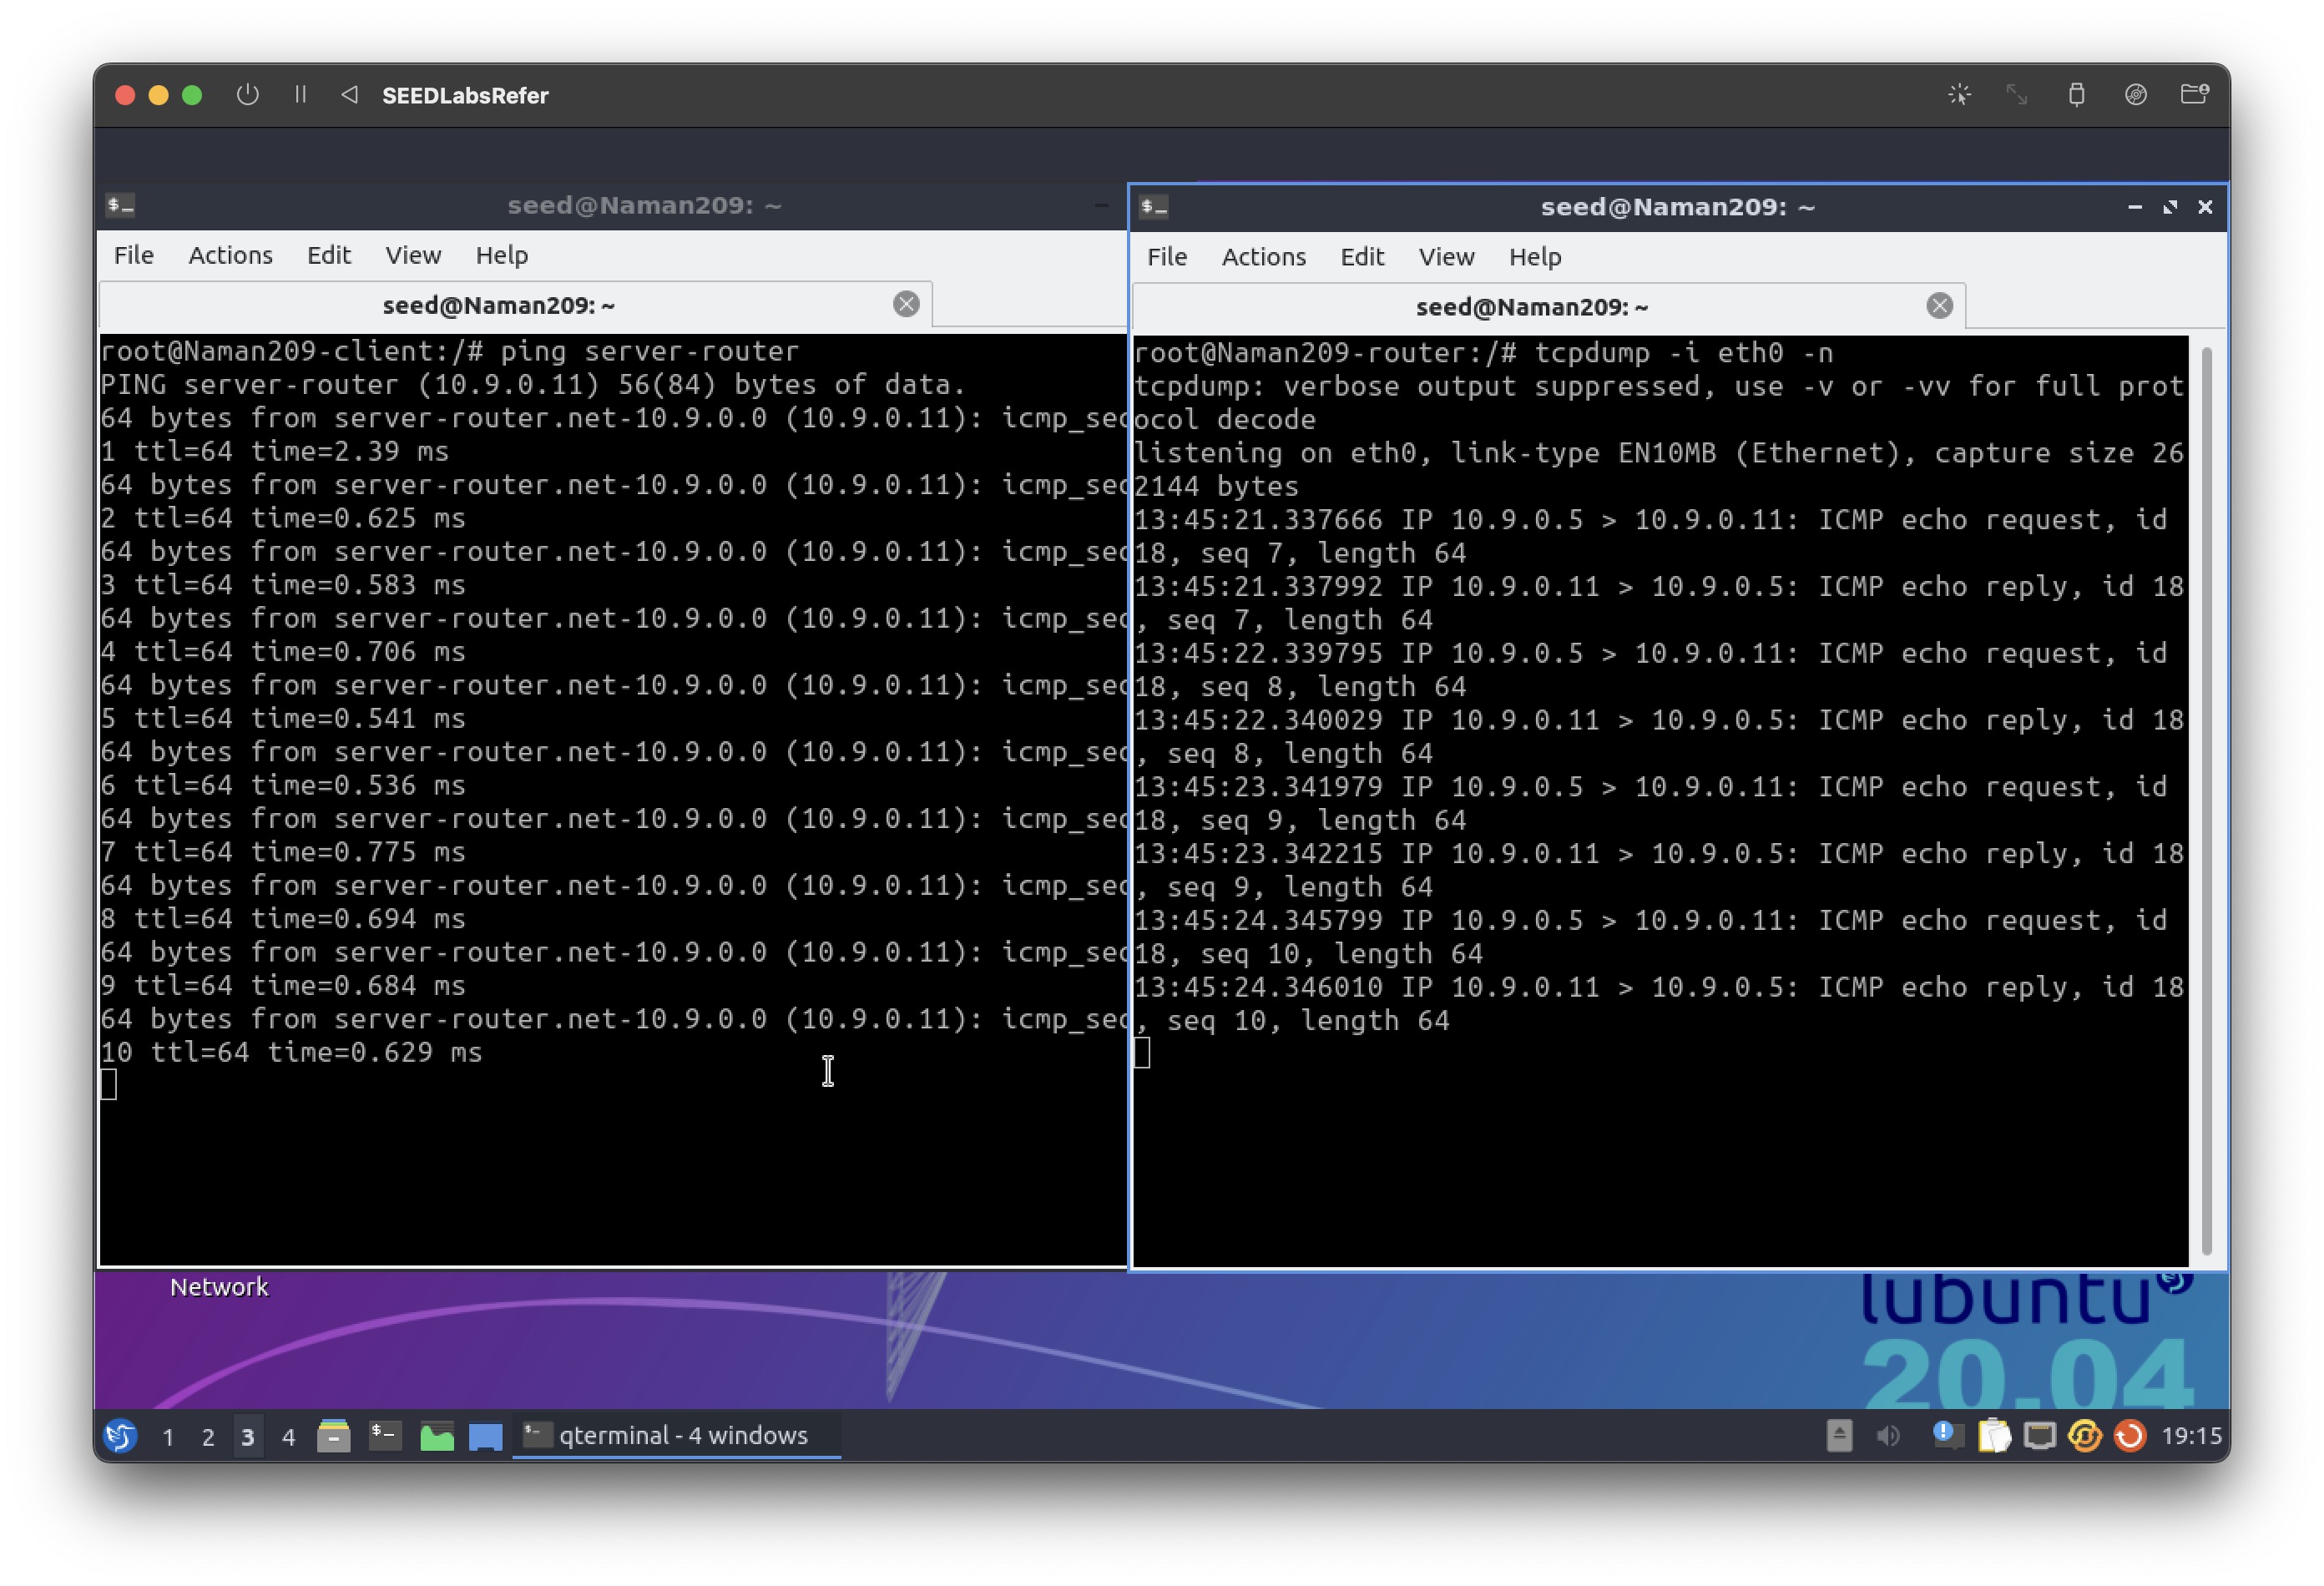 SEEDLabsRefer
seed@Naman209: ~
File Actions Edit View Help
seed@Naman209: ~
root@Naman209-client:/# ping server-router
PING server-router (10.9.0.11) 56(84) bytes of data.
64 bytes from server-router.net-10.9.0.0 (10.9.0.11): icmp_seq
1 ttl=64 time=2.39 ms
64 bytes from server-router.net-10.9.0.0 (10.9.0.11): icmp_seq
2 ttl=64 time=0.625 ms
64 bytes from server-router.net-10.9.0.0 (10.9.0.11): icmp_seq
3 ttl=64 time=0.583 ms
64 bytes from server-router.net-10.9.0.0 (10.9.0.11): icmp_seq
4 ttl=64 time=0.706 ms
64 bytes from server-router.net-10.9.0.0 (10.9.0.11): icmp_seq
5 ttl=64 time=0.541 ms
64 bytes from server-router.net-10.9.0.0 (10.9.0.11): icmp_seq
6 ttl=64 time=0.536 ms
64 bytes from server-router.net-10.9.0.0 (10.9.0.11): icmp_seq
7 ttl=64 time=0.775 ms
64 bytes from server-router.net-10.9.0.0 (10.9.0.11): icmp_seq
8 ttl=64 time=0.694 ms
64 bytes from server-router.net-10.9.0.0 (10.9.0.11): icmp_seq
9 ttl=64 time=0.684 ms
64 bytes from server-router.net-10.9.0.0 (10.9.0.11): icmp_seq
10 ttl=64 time=0.629 ms
seed@Naman209: ~
File Actions Edit View Help
seed@Naman209: ~
root@Naman209-router:/# tcpdump -i eth0 -n
tcpdump: verbose output suppressed, use -v or -vv for full prot
ocol decode
listening on eth0, link-type EN10MB (Ethernet), capture size 26
2144 bytes
13:45:21.337666 IP 10.9.0.5 > 10.9.0.11: ICMP echo request, id
18, seq 7, length 64
13:45:21.337992 IP 10.9.0.11 > 10.9.0.5: ICMP echo reply, id 18
, seq 7, length 64
13:45:22.339795 IP 10.9.0.5 > 10.9.0.11: ICMP echo request, id
18, seq 8, length 64
13:45:22.340029 IP 10.9.0.11 > 10.9.0.5: ICMP echo reply, id 18
, seq 8, length 64
13:45:23.341979 IP 10.9.0.5 > 10.9.0.11: ICMP echo request, id
18, seq 9, length 64
13:45:23.342215 IP 10.9.0.11 > 10.9.0.5: ICMP echo reply, id 18
, seq 9, length 64
13:45:24.345799 IP 10.9.0.5 > 10.9.0.11: ICMP echo request, id
18, seq 10, length 64
13:45:24.346010 IP 10.9.0.11 > 10.9.0.5: ICMP echo reply, id 18
, seq 10, length 64
Network
lubuntu
20.04
1 2 3 4 qterminal - 4 windows 19:15